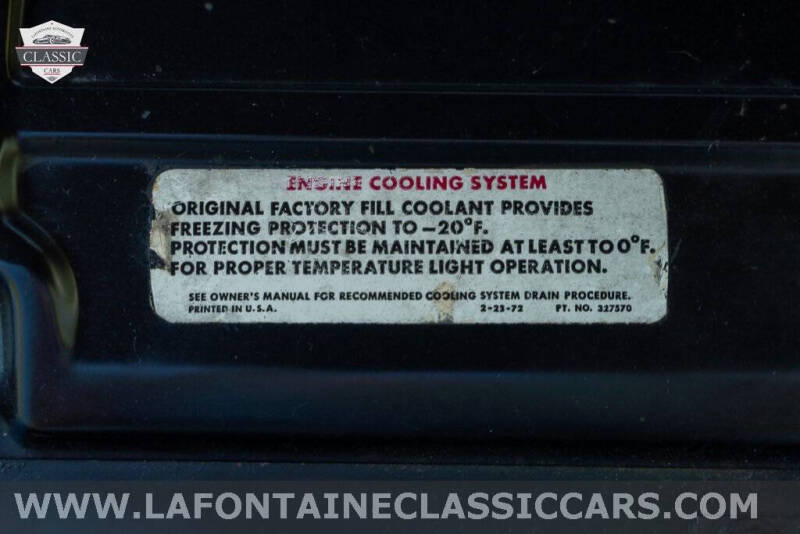 CLASSIC
CARS
ENGINE COOLING SYSTEM
ORIGINAL FACTORY FILL COOLANT PROVIDES
FREEZING PROTECTION TO -20°F.
PROTECTION MUST BE MAINTAINED AT LEAST TO 0°F.
FOR PROPER TEMPERATURE LIGHT OPERATION.
SEE OWNER'S MANUAL FOR RECOMMENDED COOLING SYSTEM DRAIN PROCEDURE.
PRINTED IN U.S.A. 2-23-72 PT. NO. 327570
WWW.LAFONTAINECLASSICCARS.COM